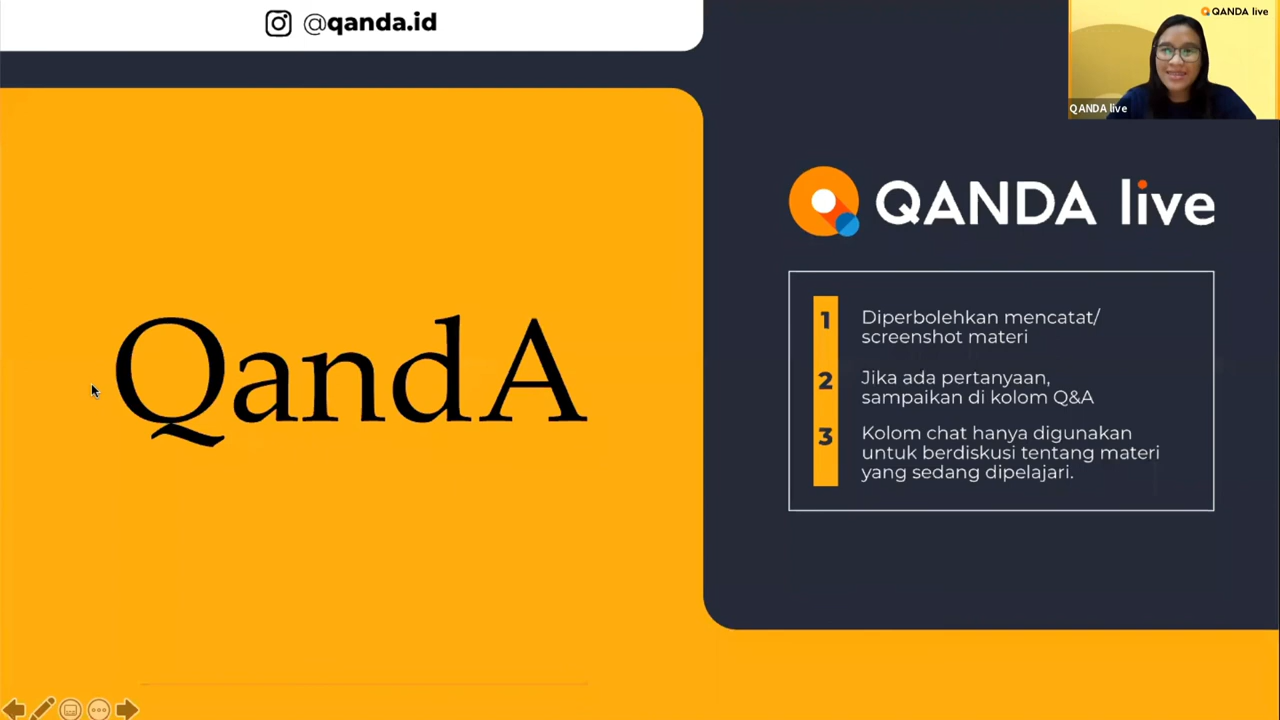 @qanda.id
QANDA live
QANDA live
QandA
QANDA live
1 Diperbolehkan mencatat/
screenshot materi
2 Jika ada pertanyaan,
sampaikan di kolom Q&A
3 Kolom chat hanya digunakan
untuk berdiskusi tentang materi
yang sedang dipelajari.